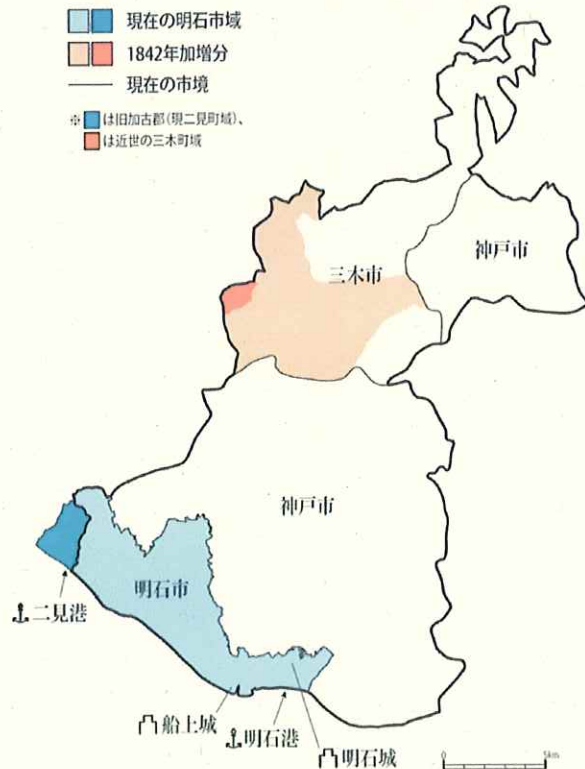 現在の明石市域
1842年加増分
現在の市境
※ は旧加古郡(現二見町域)、
は近世の三木町域
神戸市
三木市
神戸市
明石市
二見港
船上城
明石港
明石城
0 5km